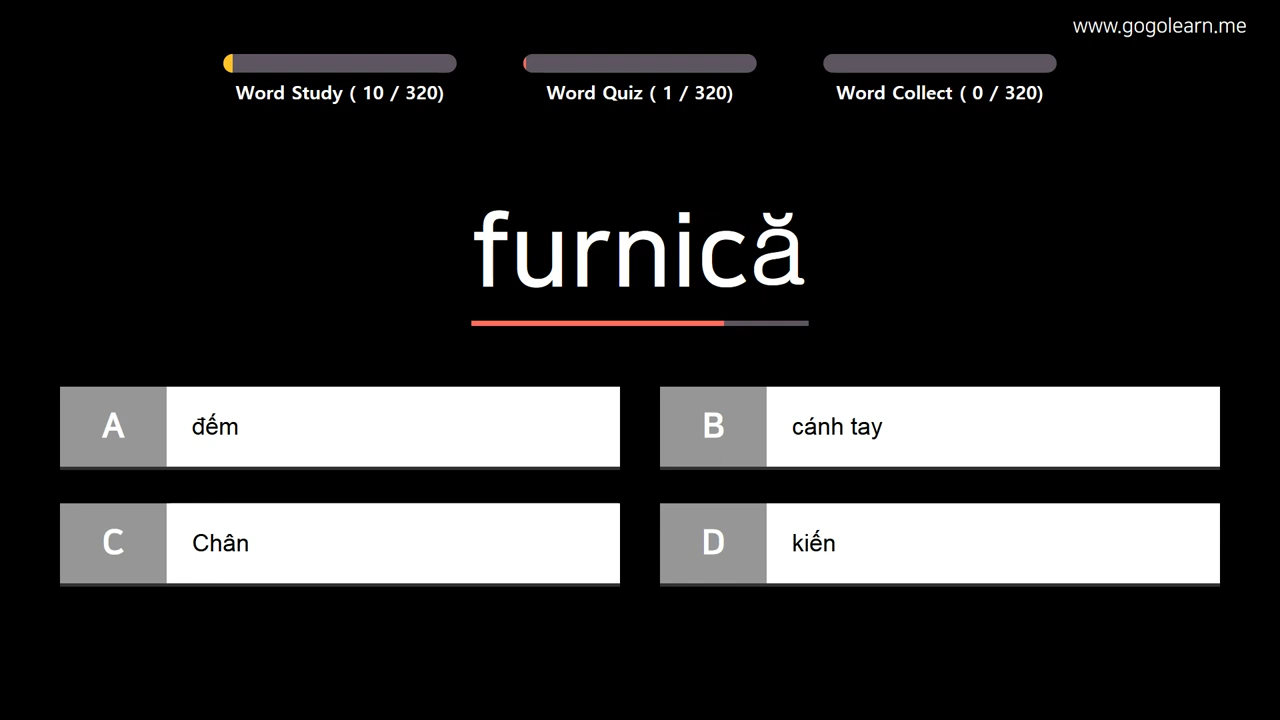 www.gogolearn.me
Word Study ( 10 / 320)
Word Quiz ( 1 / 320)
Word Collect ( 0 / 320)
furnică
A đếm
B cánh tay
C Chân
D kiến